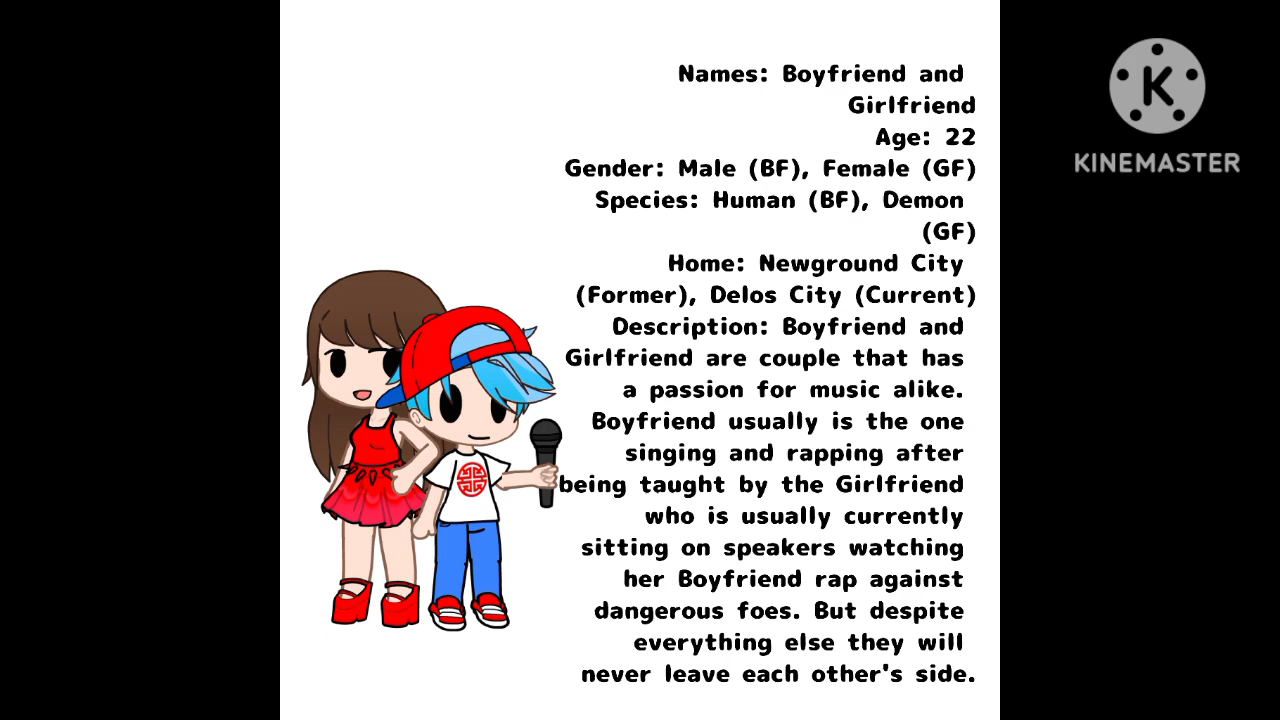 Names: Boyfriend and
Girlfriend
Age: 22
Gender: Male (BF), Female (GF)
Species: Human (BF), Demon
(GF)
Home: Newground City
(Former), Delos City (Current)
Description: Boyfriend and
Girlfriend are couple that has
a passion for music alike.
Boyfriend usually is the one
singing and rapping after
being taught by the Girlfriend
who is usually currently
sitting on speakers watching
her Boyfriend rap against
dangerous foes. But despite
everything else they will
never leave each other's side.
K
KINEMASTER